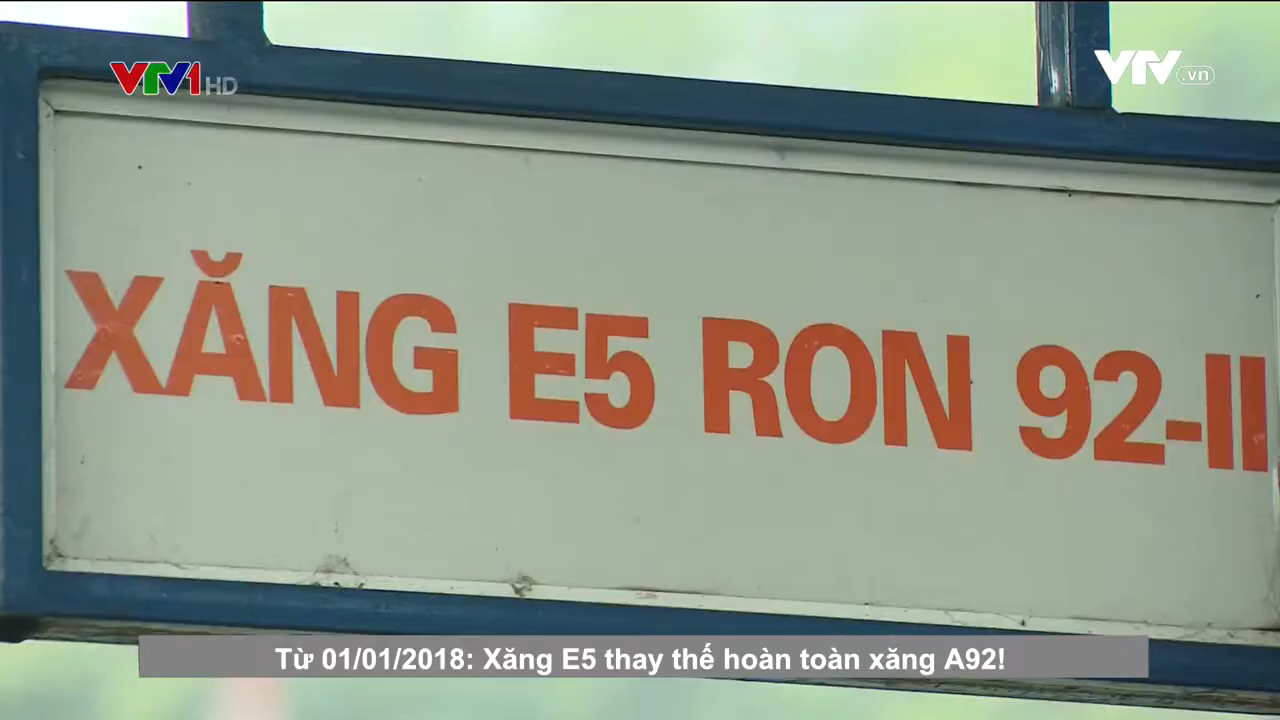 VTV1 HD
VTV.vn
XĂNG E5 RON 92-II
Từ 01/01/2018: Xăng E5 thay thế hoàn toàn xăng A92!